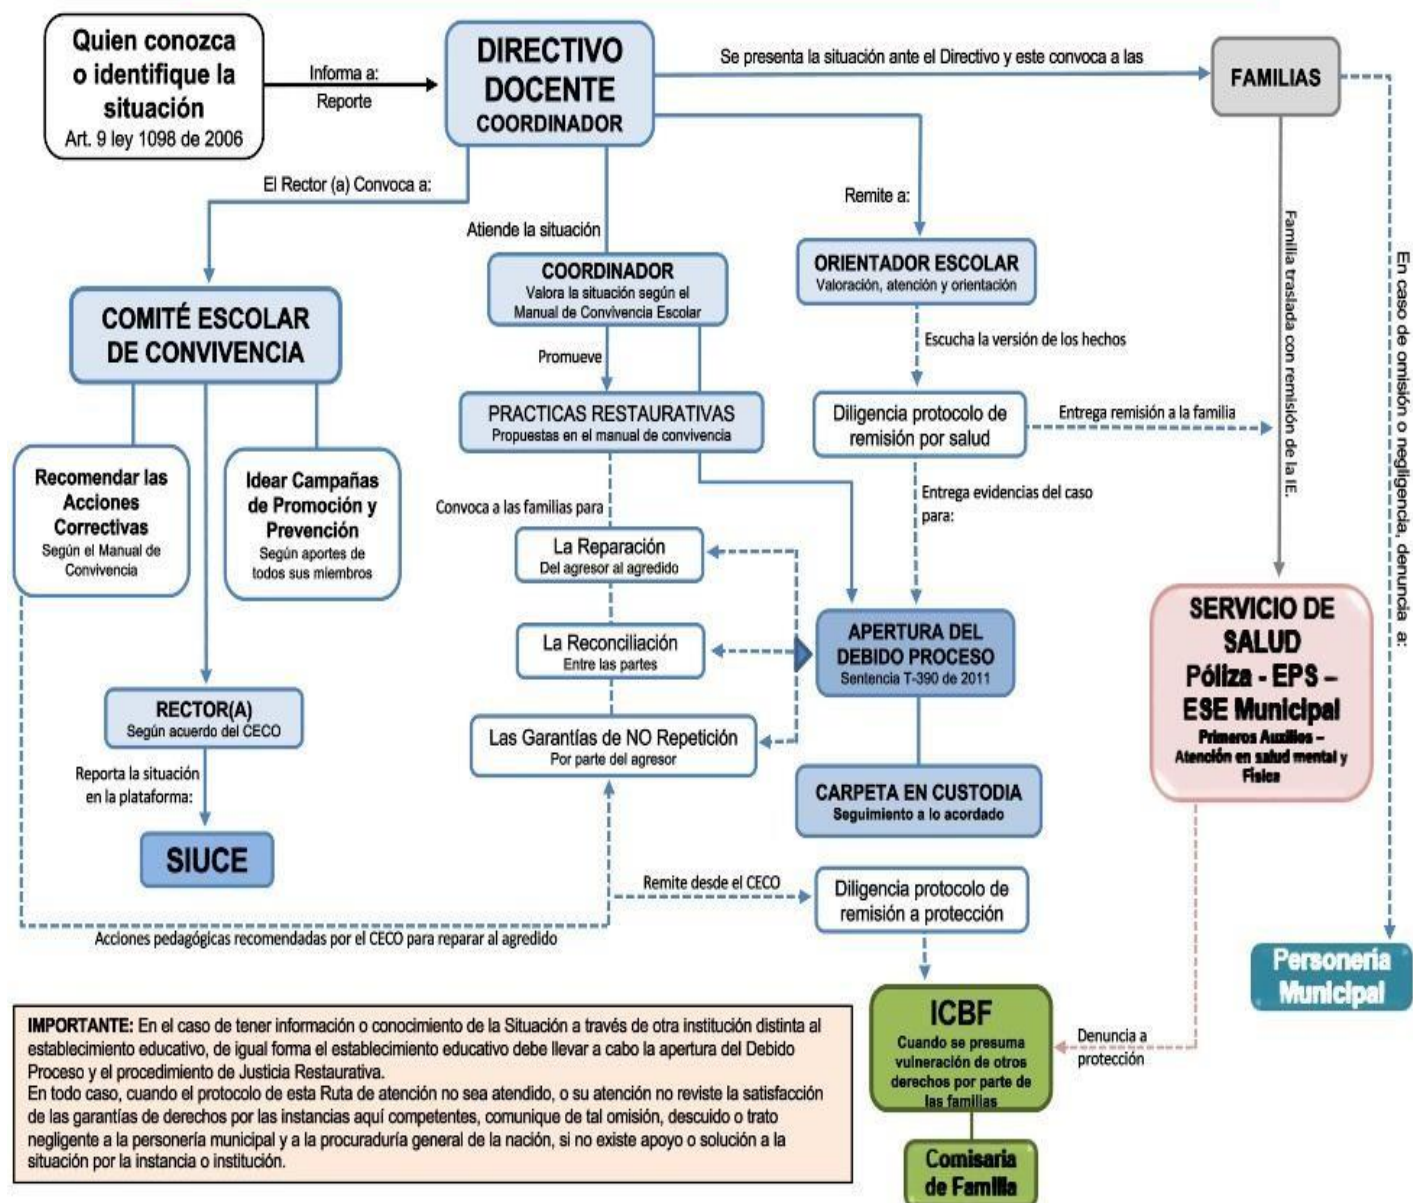 Quien conozca
o identifique la
situación
Art. 9 ley 1098 de 2006
Informa a:
Reporte
DIRECTIVO
DOCENTE
COORDINADOR
Se presenta la situación ante el Directivo y este convoca a las
FAMILIAS
El Rector (a) Convoca a:
Atiende la situación
Remite a:
COMITÉ ESCOLAR
DE CONVIVENCIA
COORDINADOR
Valora la situación según el
Manual de Convivencia Escolar
ORIENTADOR ESCOLAR
Valoración, atención y orientación
Familia traslada con remisión de la IE.
En caso de omisión o negligencia, denuncia a:
Promueve
Escucha la versión de los hechos
PRACTICAS RESTAURATIVAS
Propuestas en el manual de convivencia
Diligencia protocolo de
remisión por salud
Entrega remisión a la familia
Recomendar las
Acciones
Correctivas
Según el Manual de
Convivencia
Idear Campañas
de Promoción y
Prevención
Según aportes de
todos sus miembros
Convoca a las familias para
Entrega evidencias del caso
para:
La Reparación
Del agresor al agredido
La Reconciliación
Entre las partes
Las Garantías de NO Repetición
Por parte del agresor
APERTURA DEL
DEBIDO PROCESO
Sentencia T-390 de 2011
SERVICIO DE
SALUD
Póliza - EPS –
ESE Municipal
Primeros Auxilios –
Atención en salud mental y
Física
RECTOR(A)
Según acuerdo del CECO
Reporta la situación
en la plataforma:
SIUCE
CARPETA EN CUSTODIA
Seguimiento a lo acordado
Remite desde el CECO
Diligencia protocolo de
remisión a protección
Acciones pedagógicas recomendadas por el CECO para reparar al agredido
Personería
Municipal
ICBF
Cuando se presuma
vulneración de otros
derechos por parte de
las familias
Denuncia a
protección
Comisaria
de Familia
IMPORTANTE: En el caso de tener información o conocimiento de la Situación a través de otra institución distinta al
establecimiento educativo, de igual forma el establecimiento educativo debe llevar a cabo la apertura del Debido
Proceso y el procedimiento de Justicia Restaurativa.
En todo caso, cuando el protocolo de esta Ruta de atención no sea atendido, o su atención no reviste la satisfacción
de las garantías de derechos por las instancias aquí competentes, comunique de tal omisión, descuido o trato
negligente a la personería municipal y a la procuraduría general de la nación, si no existe apoyo o solución a la
situación por la instancia o institución.